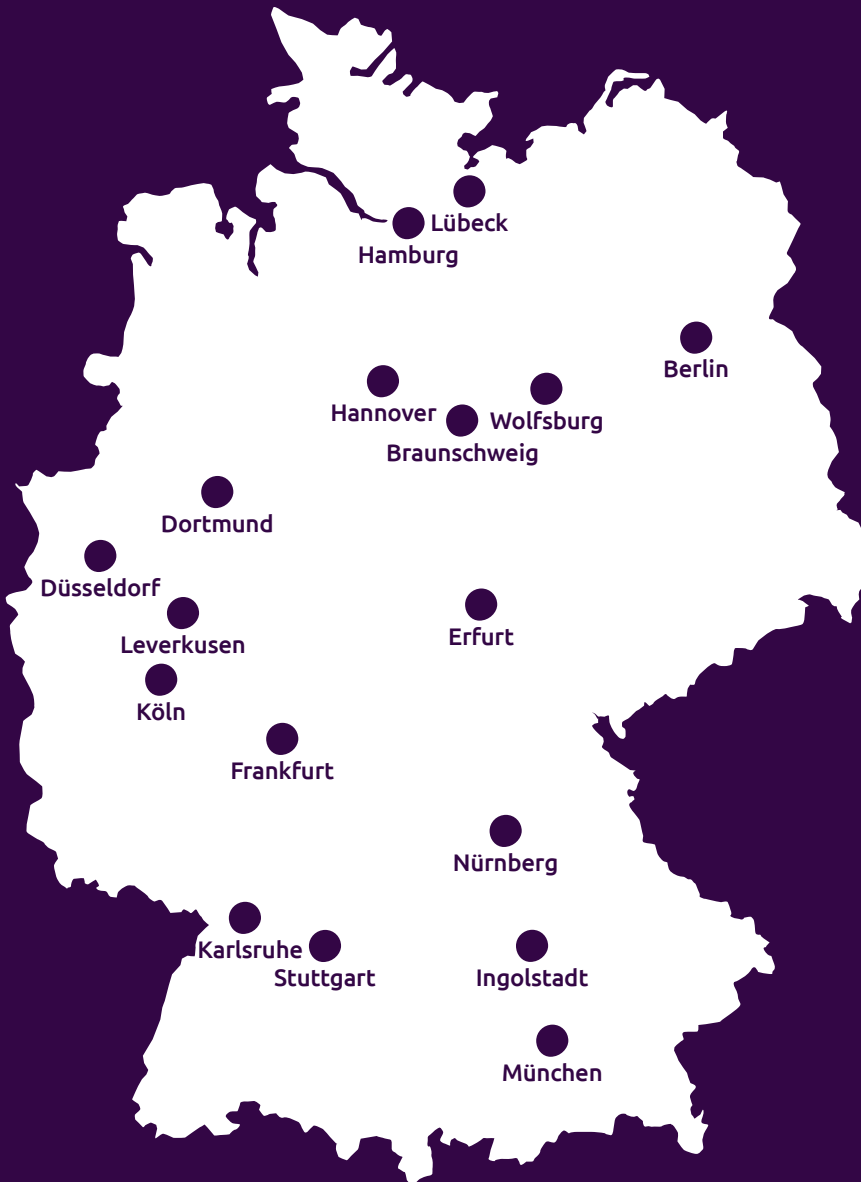 Lübeck
Hamburg
Berlin
Hannover
Wolfsburg
Braunschweig
Dortmund
Düsseldorf
Erfurt
Leverkusen
Köln
Frankfurt
Nürnberg
Karlsruhe
Stuttgart
Ingolstadt
München